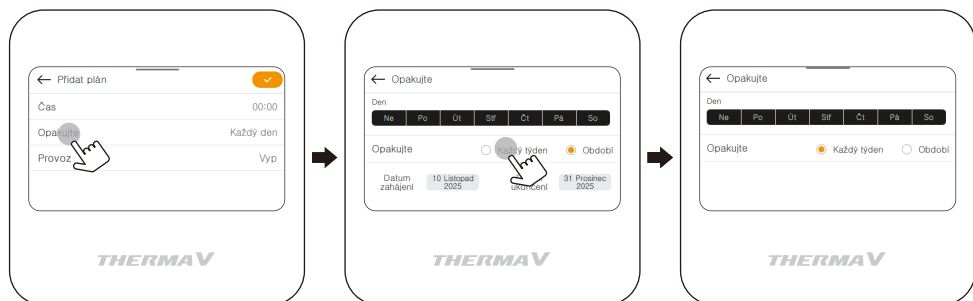 Přidat plán
Čas 00:00
Opakujte Každý den
Provoz Vyp
THERMAV
Opakujte
Den
Ne Po Út Stř Čt Pá So
Opakujte Každý týden Období
Datum zahájení 10 Listopad 2025 ukončení 31 Prosinec 2025
THERMAV
Opakujte
Den
Ne Po Út Stř Čt Pá So
Opakujte Každý týden Období
THERMAV